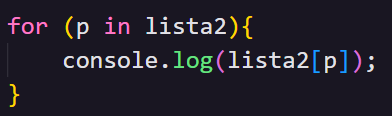 for (p in lista2){
    console.log(lista2[p]);
}